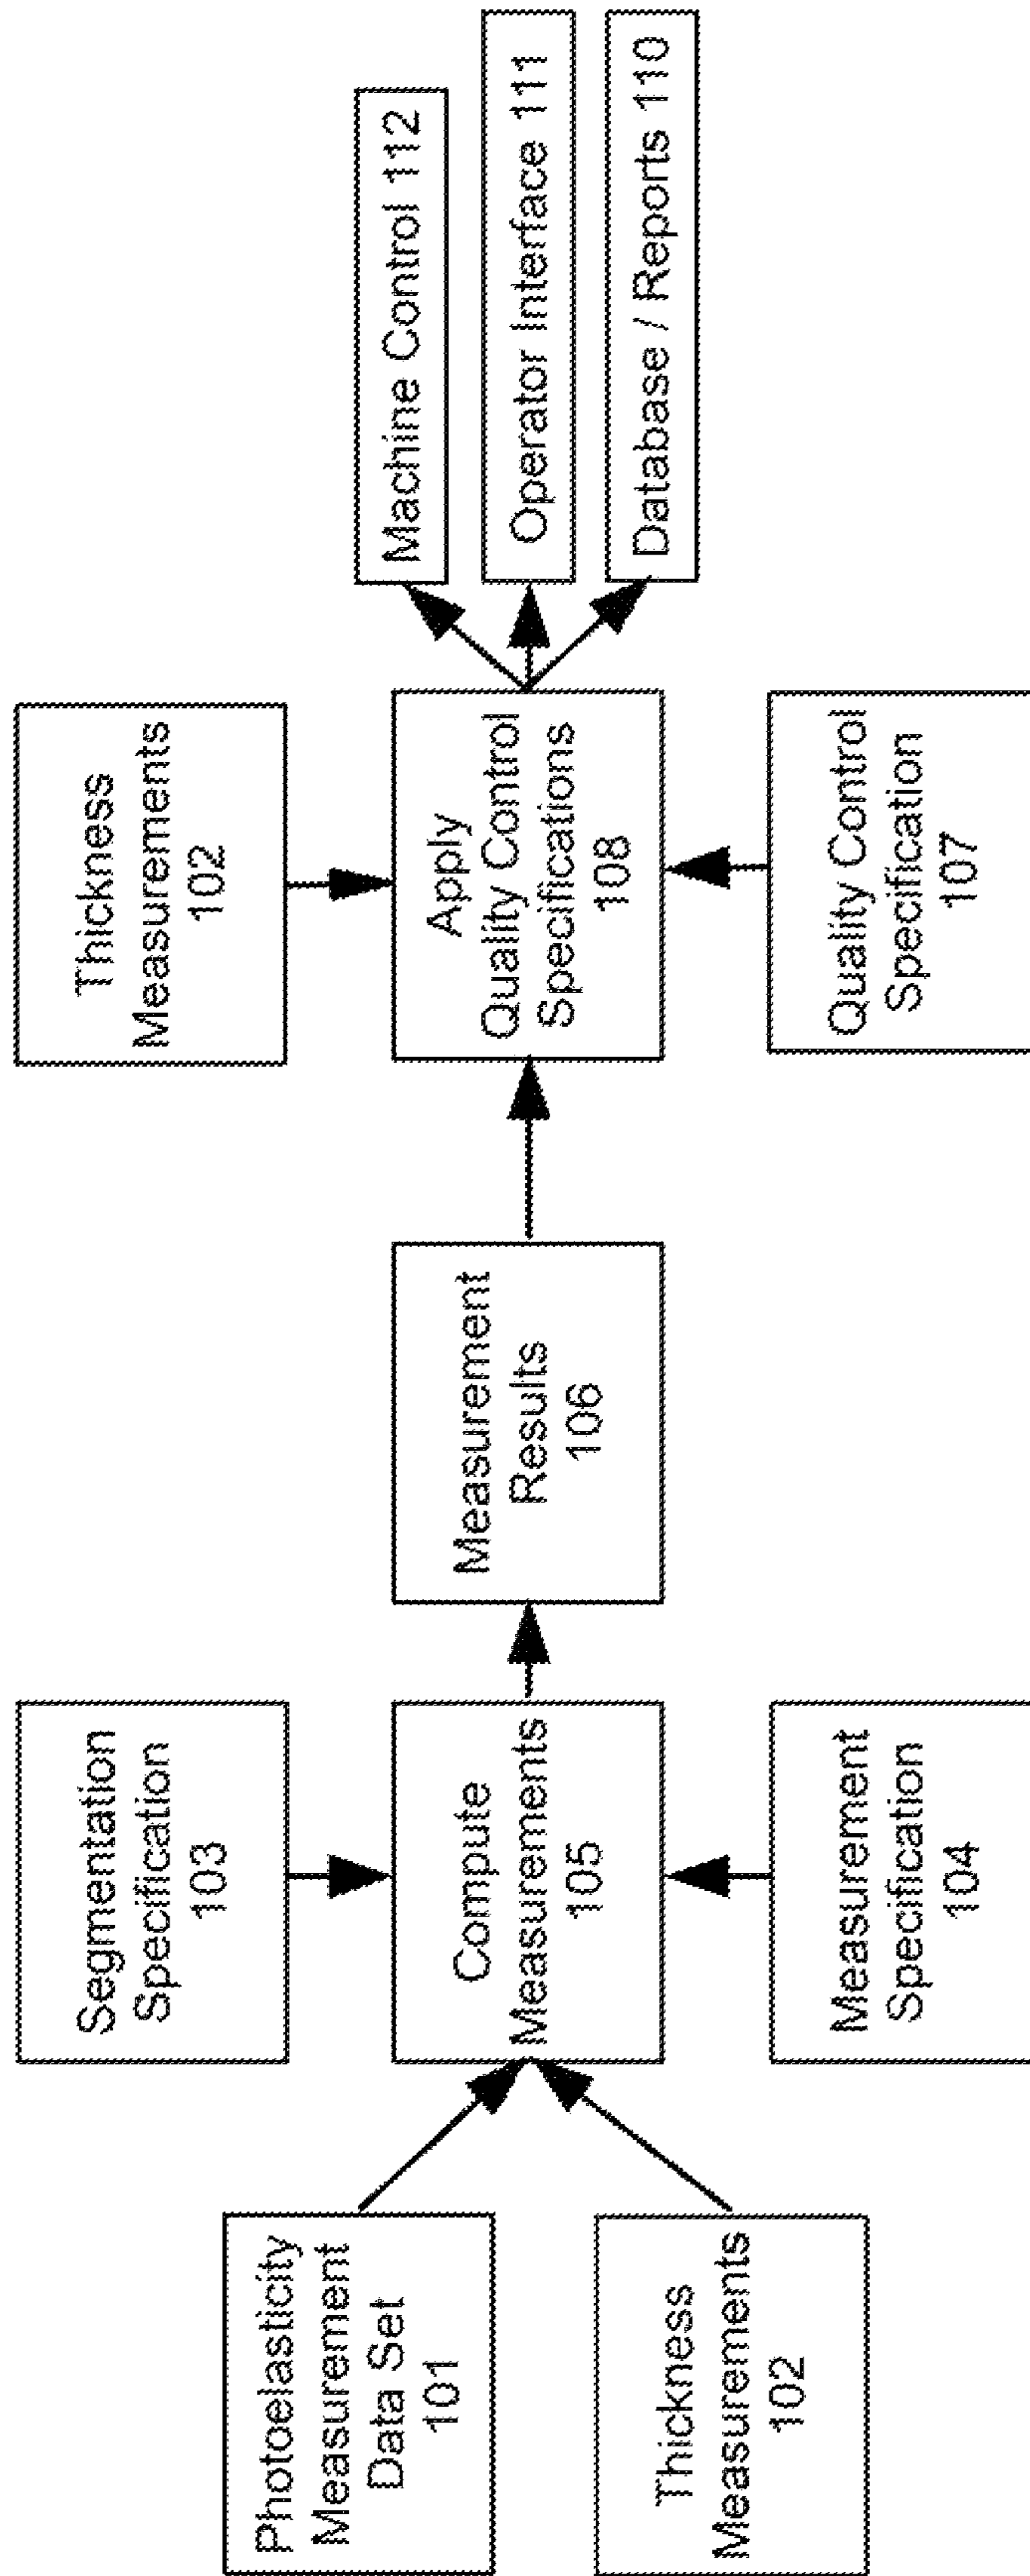 Photoelasticity
Measurement
Data Set
101
Thickness
Measurements
102
Segmentation
Specification
103
Compute
Measurements
105
Measurement
Specification
104
Measurement
Results
106
Thickness
Measurements
102
Apply
Quality Control
Specifications
108
Quality Control
Specification
107
Machine Control 112
Operator Interface 111
Database / Reports 110